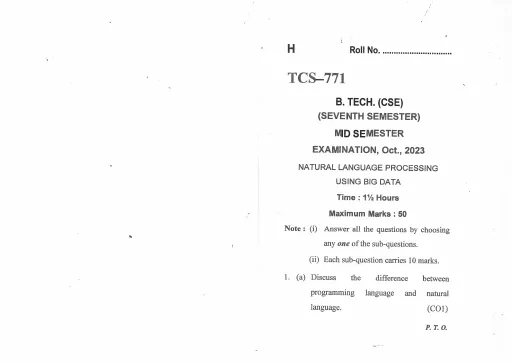 H Roll No. ..............................
TCS–771
B. TECH. (CSE)
(SEVENTH SEMESTER)
MID SEMESTER
EXAMINATION, Oct., 2023
NATURAL LANGUAGE PROCESSING
USING BIG DATA
Time : 1½ Hours
Maximum Marks : 50
Note : (i) Answer all the questions by choosing
any one of the sub-questions.
(ii) Each sub-question carries 10 marks.
1. (a) Discuss the difference between
programming language and natural
language. (CO1)
P. T. O.